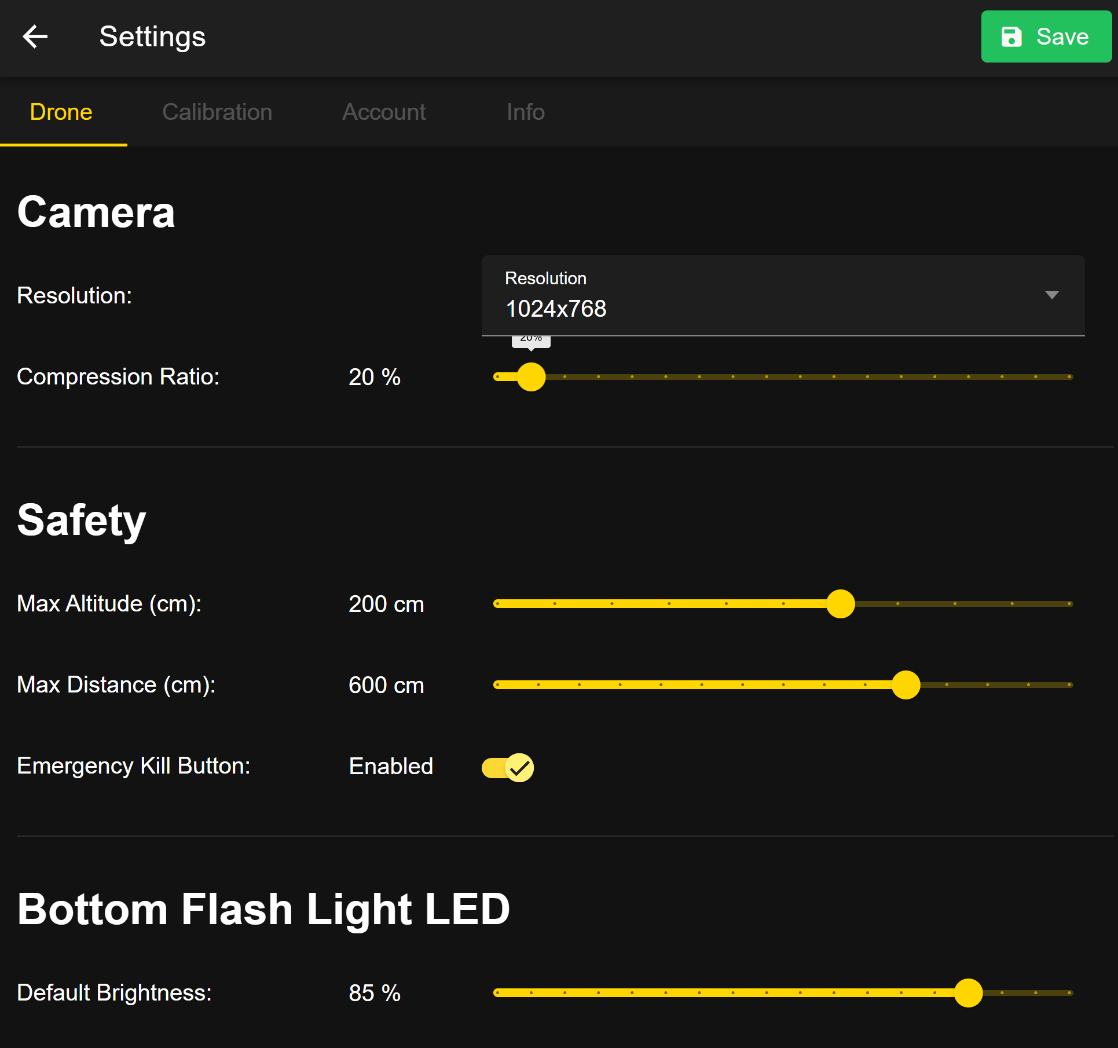 Settings
Save
Drone Calibration Account Info
Camera
Resolution:
Resolution
1024x768
20%
Compression Ratio: 20 %
Safety
Max Altitude (cm): 200 cm
Max Distance (cm): 600 cm
Emergency Kill Button: Enabled
Bottom Flash Light LED
Default Brightness: 85 %